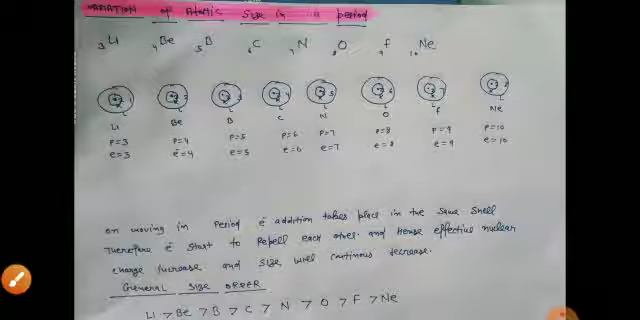 VARIATION of Atomic Size in a period
3Li 4Be 5B 6C 7N 8O 9F 10Ne
Li Be B C N O F Ne
P=3 P=4 P=5 P=6 P=7 P=8 P=9 P=10
e=3 e=4 e=5 e=6 e=7 e=8 e=9 e=10
on moving in Period e addition takes place in the same shell
Therefore e start to Repell each other and Hense effective nuclear
charge Increase and size will continous decrease.
General Size ORDER
Li > Be > B > C > N > O > F > Ne